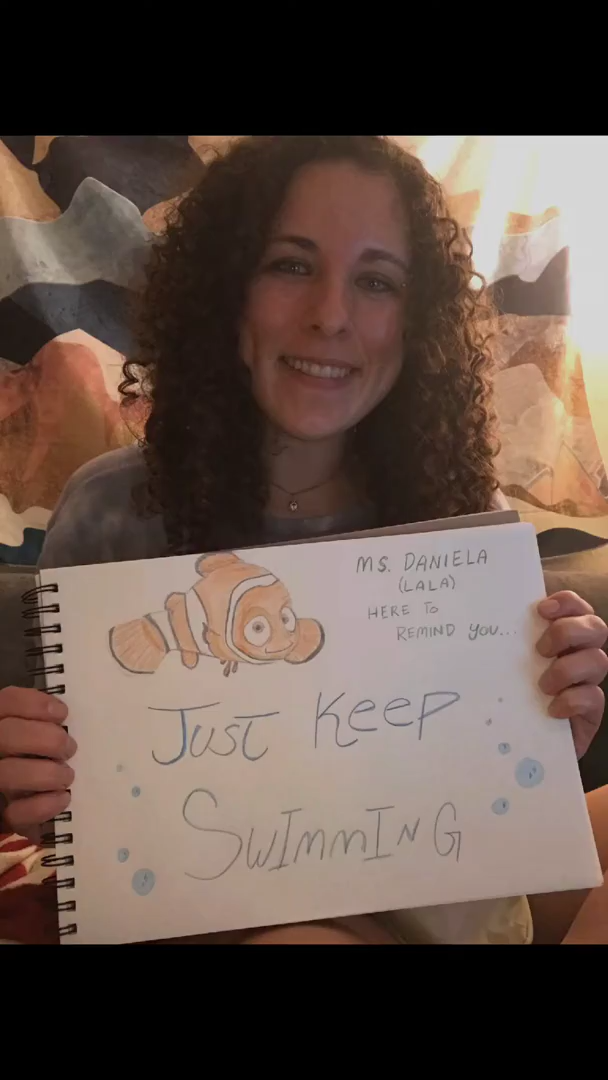 MS. DANIELA
(LALA)
HERE TO
REMIND YOU...
JUST KEEP
SWIMMING